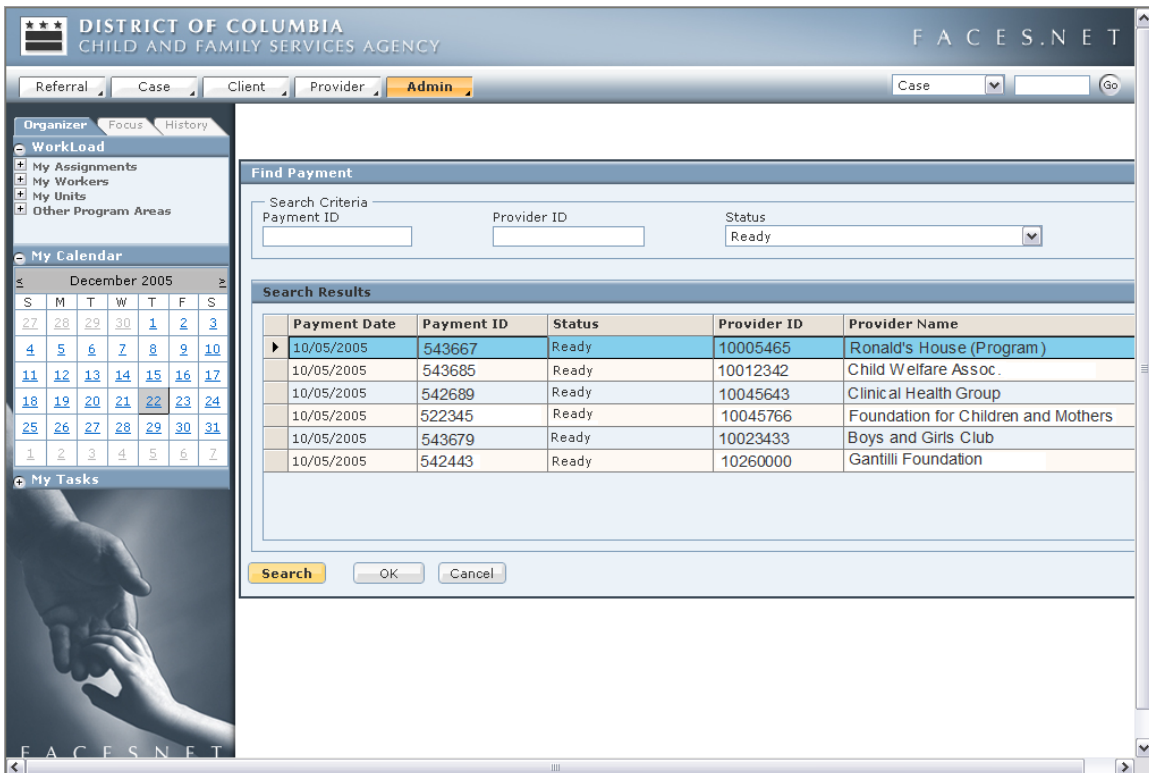 DISTRICT OF COLUMBIA
CHILD AND FAMILY SERVICES AGENCY
FACES.NET
Referral Case Client Provider Admin Case Go
Organizer Focus History
WorkLoad
My Assignments
My Workers
My Units
Other Program Areas
My Calendar
< December 2005 >
S M T W T F S
27 28 29 30 1 2 3
4 5 6 7 8 9 10
11 12 13 14 15 16 17
18 19 20 21 22 23 24
25 26 27 28 29 30 31
1 2 3 4 5 6 7
My Tasks
FACESNET
Find Payment
Search Criteria
Payment ID Provider ID Status
Ready
Search Results
Payment Date Payment ID Status Provider ID Provider Name
10/05/2005 543667 Ready 10005465 Ronald's House (Program)
10/05/2005 543685 Ready 10012342 Child Welfare Assoc.
10/05/2005 542689 Ready 10045643 Clinical Health Group
10/05/2005 522345 Ready 10045766 Foundation for Children and Mothers
10/05/2005 543679 Ready 10023433 Boys and Girls Club
10/05/2005 542443 Ready 10260000 Gantilli Foundation
Search OK Cancel